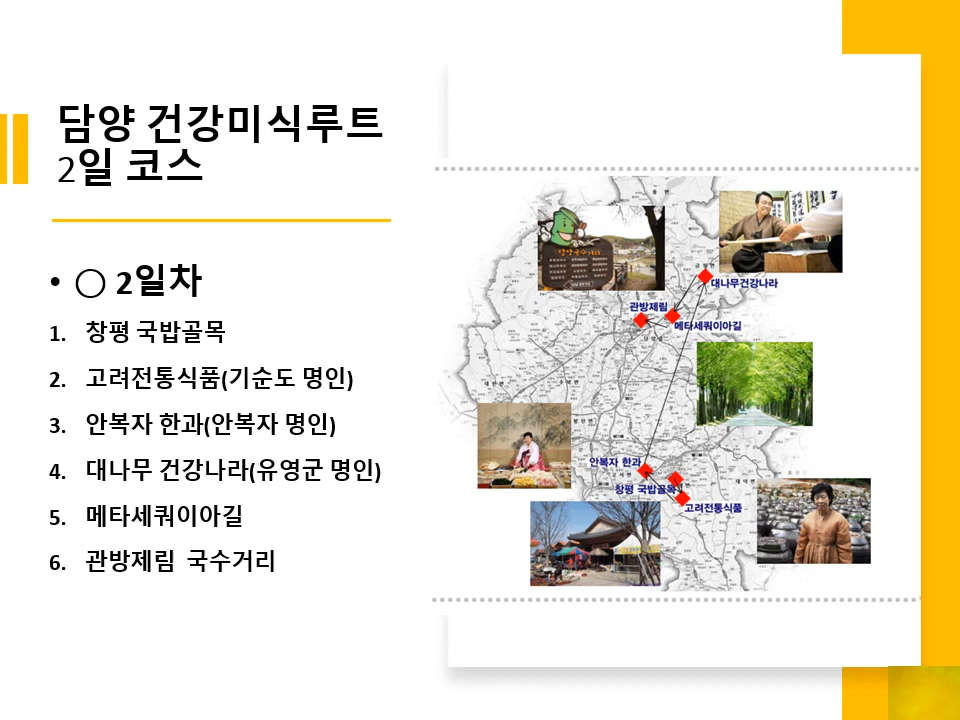 담양 건강미식루트
2일 코스
• ○ 2일차
1. 창평 국밥골목
2. 고려전통식품(기순도 명인)
3. 안복자 한과(안복자 명인)
4. 대나무 건강나라(유영군 명인)
5. 메타세쿼이아길
6. 관방제림 국수거리
대나무건강나라
관방제림
메타세쿼이아길
안복자 한과
창평 국밥골목
고려전통식품